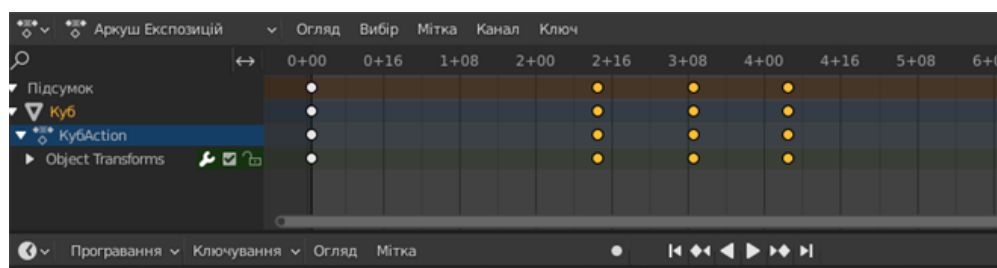 Аркуш Експозицій Огляд Вибір Мітка Канал Ключ
0+00 0+16 1+08 2+00 2+16 3+08 4+00 4+16 5+08
Підсумок
Куб
КубAction
Object Transforms
Програвання Ключування Огляд Мітка